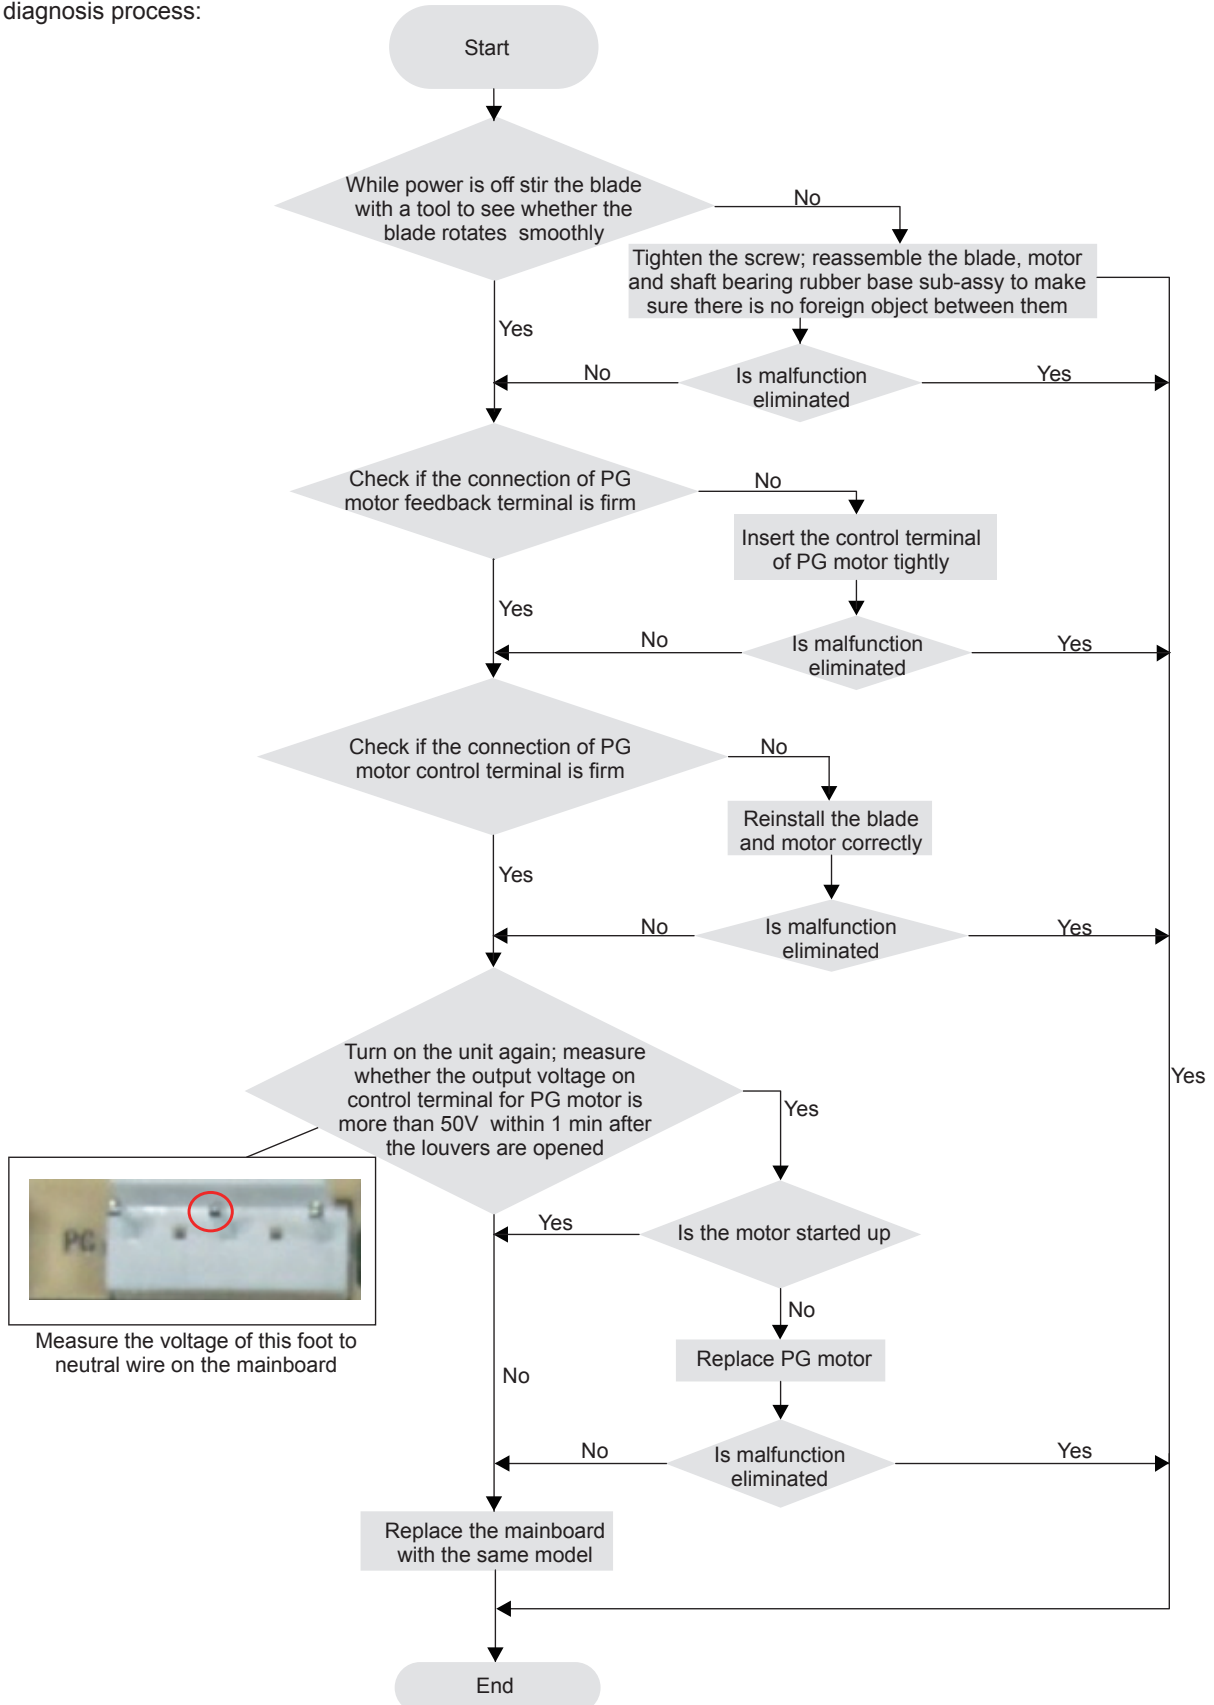 diagnosis process:
Start
While power is off stir the blade
with a tool to see whether the
blade rotates smoothly
No
Tighten the screw; reassemble the blade, motor
and shaft bearing rubber base sub-assy to make
sure there is no foreign object between them
Yes
No
Is malfunction
eliminated
Yes
Check if the connection of PG
motor feedback terminal is firm
No
Insert the control terminal
of PG motor tightly
Yes
No
Is malfunction
eliminated
Yes
Check if the connection of PG
motor control terminal is firm
No
Reinstall the blade
and motor correctly
Yes
No
Is malfunction
eliminated
Yes
Turn on the unit again; measure
whether the output voltage on
control terminal for PG motor is
more than 50V within 1 min after
the louvers are opened
Yes
Yes
PG
Measure the voltage of this foot to
neutral wire on the mainboard
Yes
Is the motor started up
No
Replace PG motor
No
No
Is malfunction
eliminated
Yes
Replace the mainboard
with the same model
End